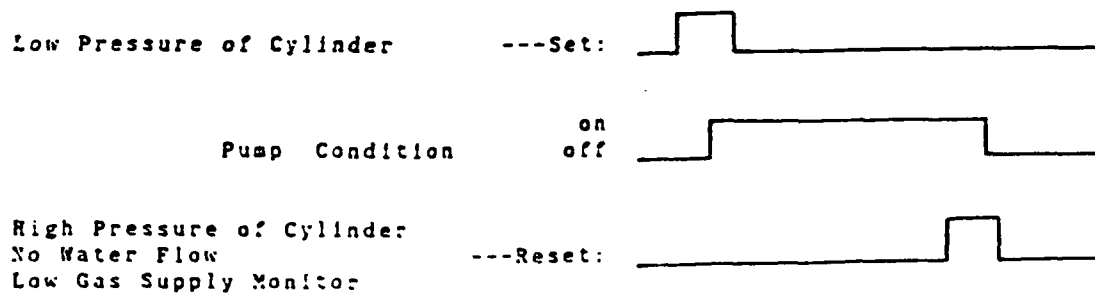 Low Pressure of Cylinder ---Set:
on
Pump Condition off
High Pressure of Cylinder
No Water Flow ---Reset:
Low Gas Supply Monitor